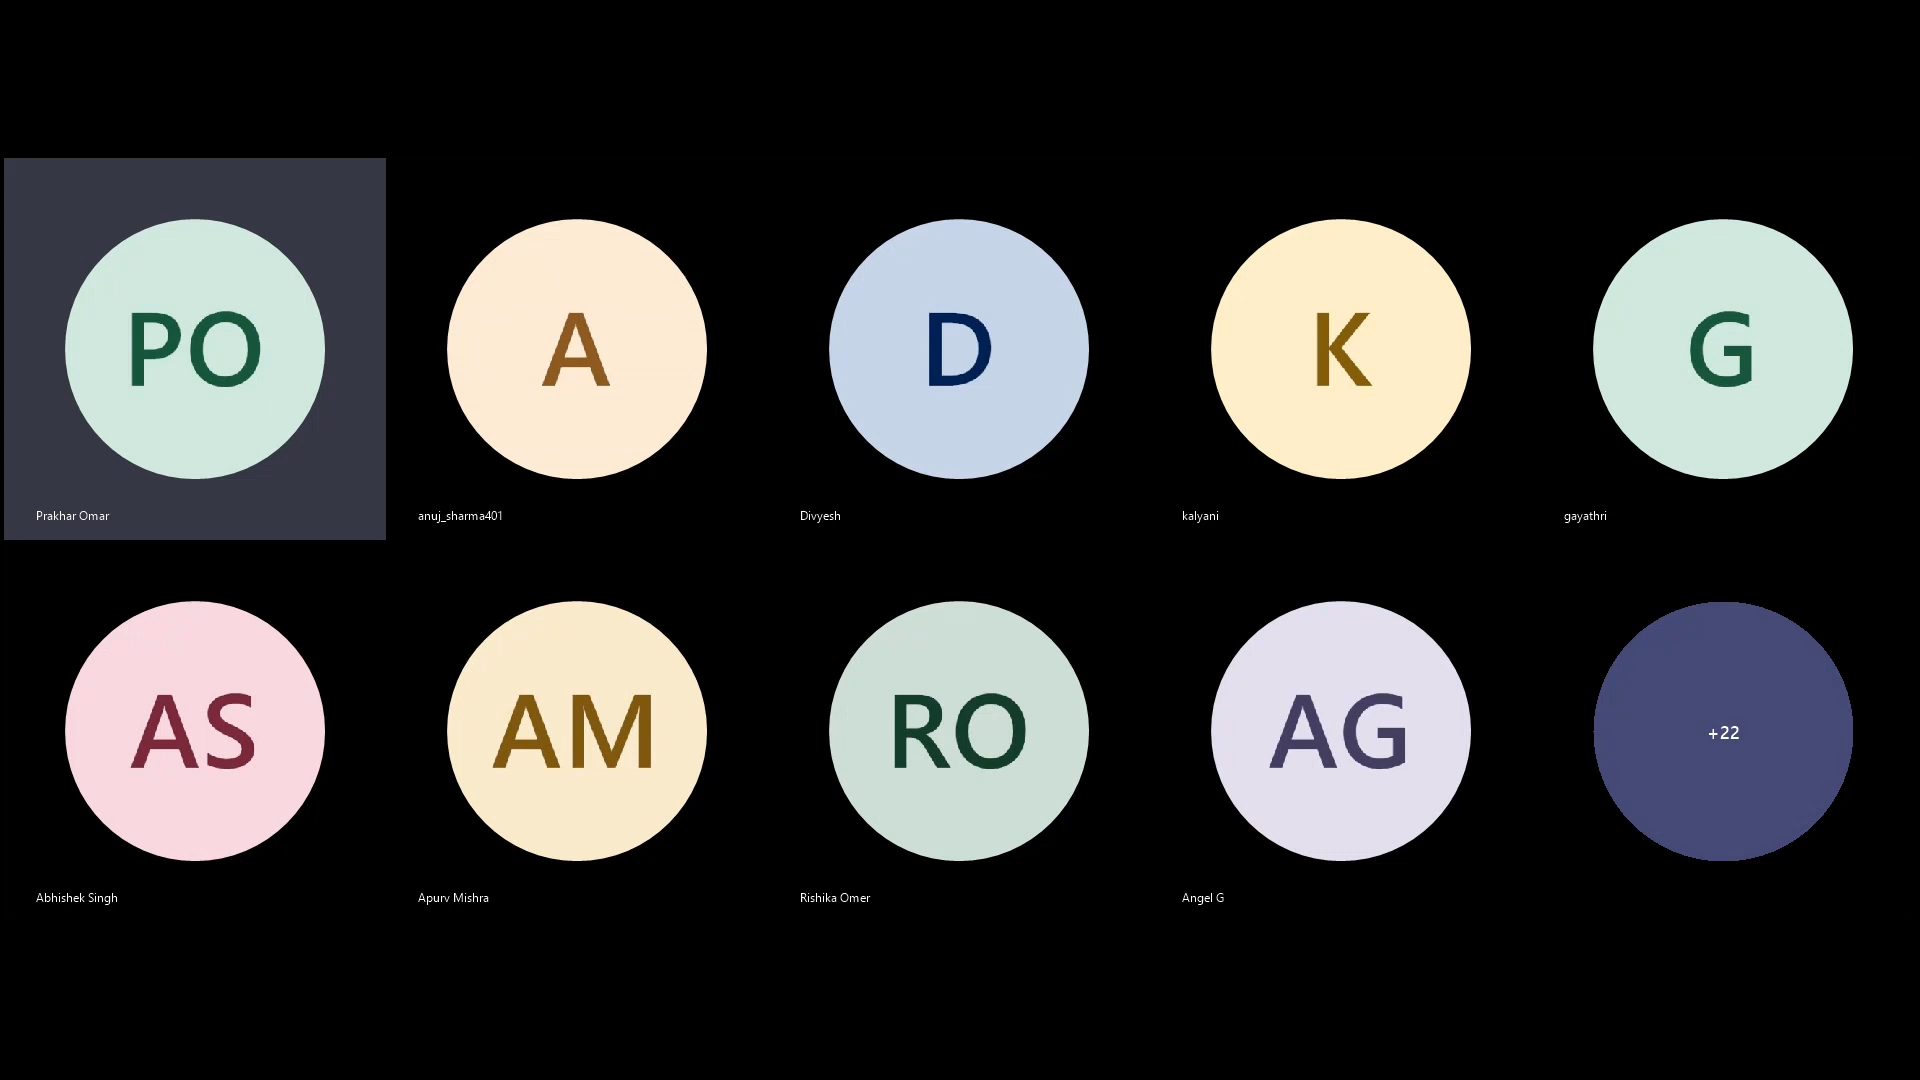 PO
A
D
K
G
Prakhar Omar
anuj_sharma401
Divyesh
kalyani
gayathri
AS
AM
RO
AG
+22
Abhishek Singh
Apurv Mishra
Rishika Omer
Angel G